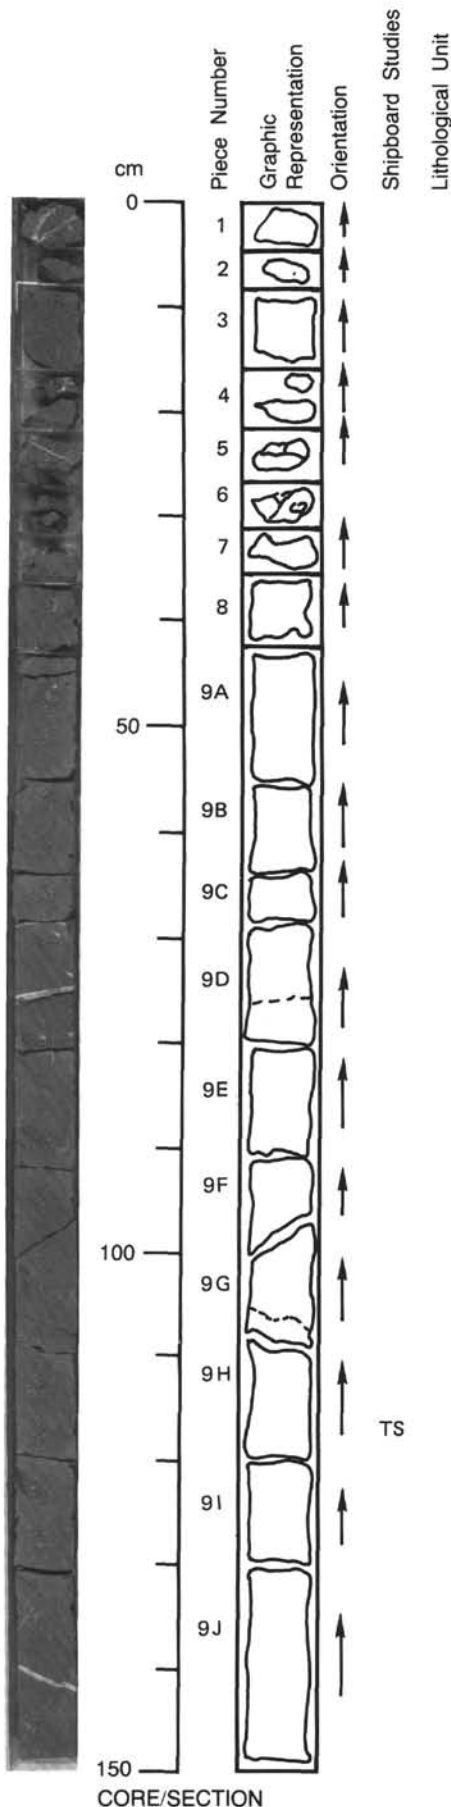 Piece Number
Graphic
Representation
Orientation
Shipboard Studies
Lithological Unit
cm
0
1
2
3
4
5
6
7
8
9A
50
9B
9C
9D
9E
9F
100
9G
9H
TS
9I
9J
150
CORE/SECTION